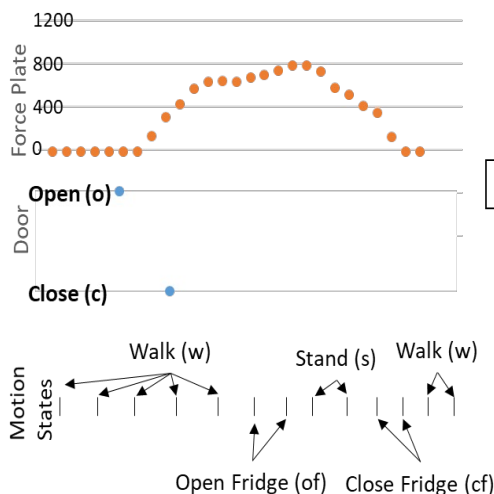 1200
800
400
0
Force Plate
Open (o)
Door
Close (c)
Walk (w)
Stand (s)
Walk (w)
Motion
States
Open Fridge (of)
Close Fridge (cf)